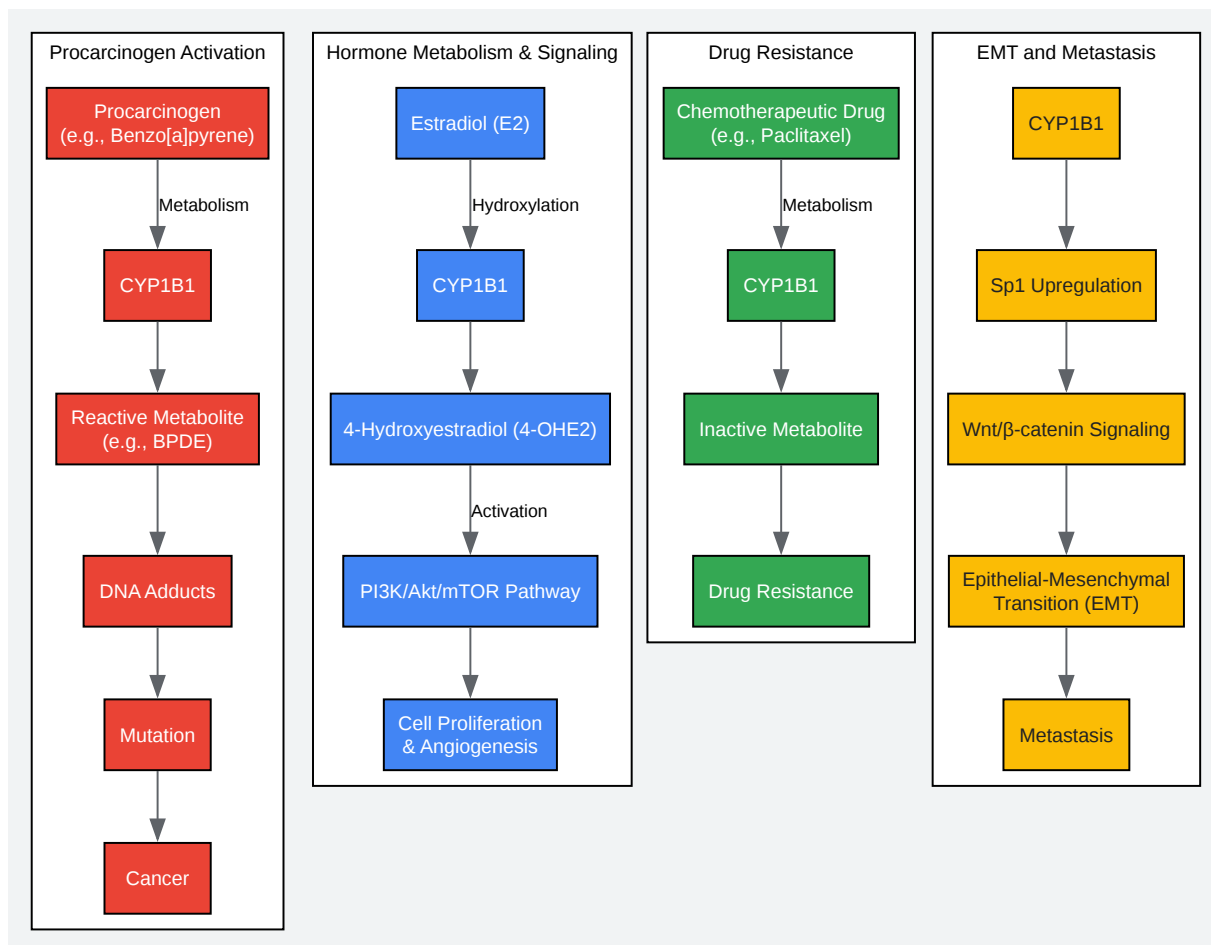 Procarcinogen Activation
Procarcinogen
(e.g., Benzo[a]pyrene)
Metabolism
CYP1B1
Reactive Metabolite
(e.g., BPDE)
DNA Adducts
Mutation
Cancer
Hormone Metabolism & Signaling
Estradiol (E2)
Hydroxylation
CYP1B1
4-Hydroxyestradiol (4-OHE2)
Activation
PI3K/Akt/mTOR Pathway
Cell Proliferation
& Angiogenesis
Drug Resistance
Chemotherapeutic Drug
(e.g., Paclitaxel)
Metabolism
CYP1B1
Inactive Metabolite
Drug Resistance
EMT and Metastasis
CYP1B1
Sp1 Upregulation
Wnt/β-catenin Signaling
Epithelial-Mesenchymal
Transition (EMT)
Metastasis